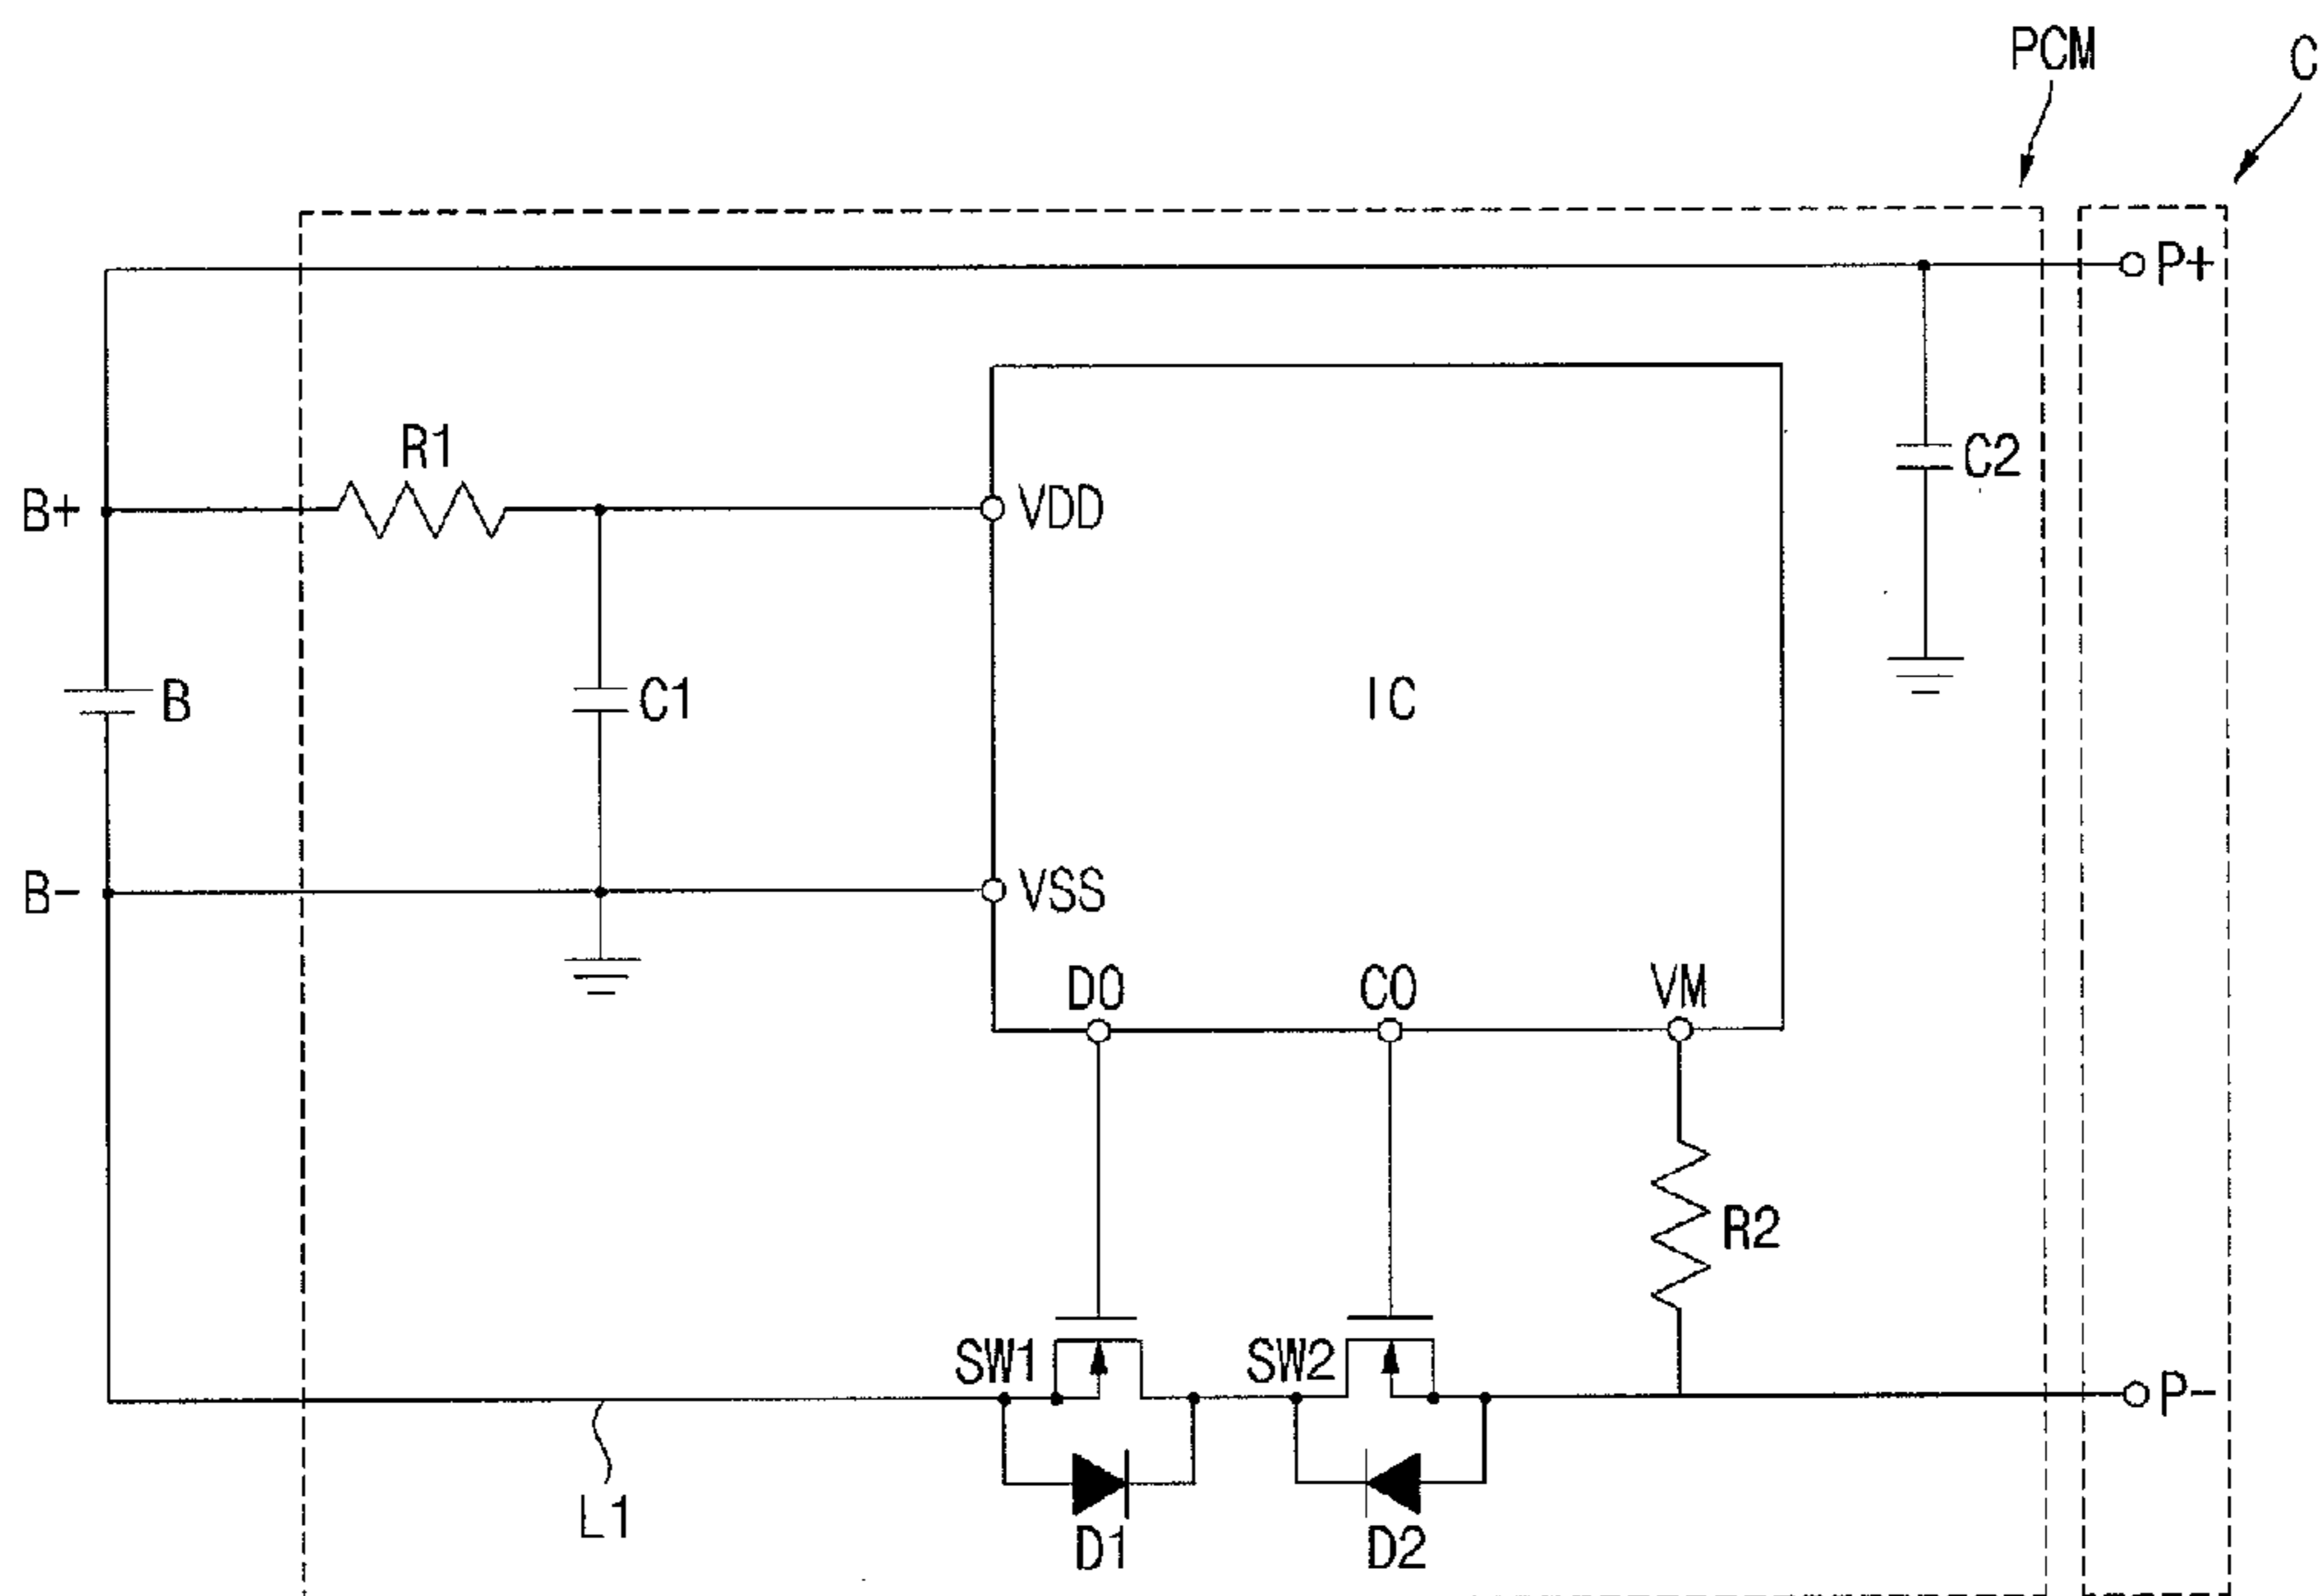 PCM
C
P+
R1
C2
B+
VDD
B
C1
IC
B-
VSS
DO
CO
VM
R2
SW1
SW2
P-
L1
D1
D2